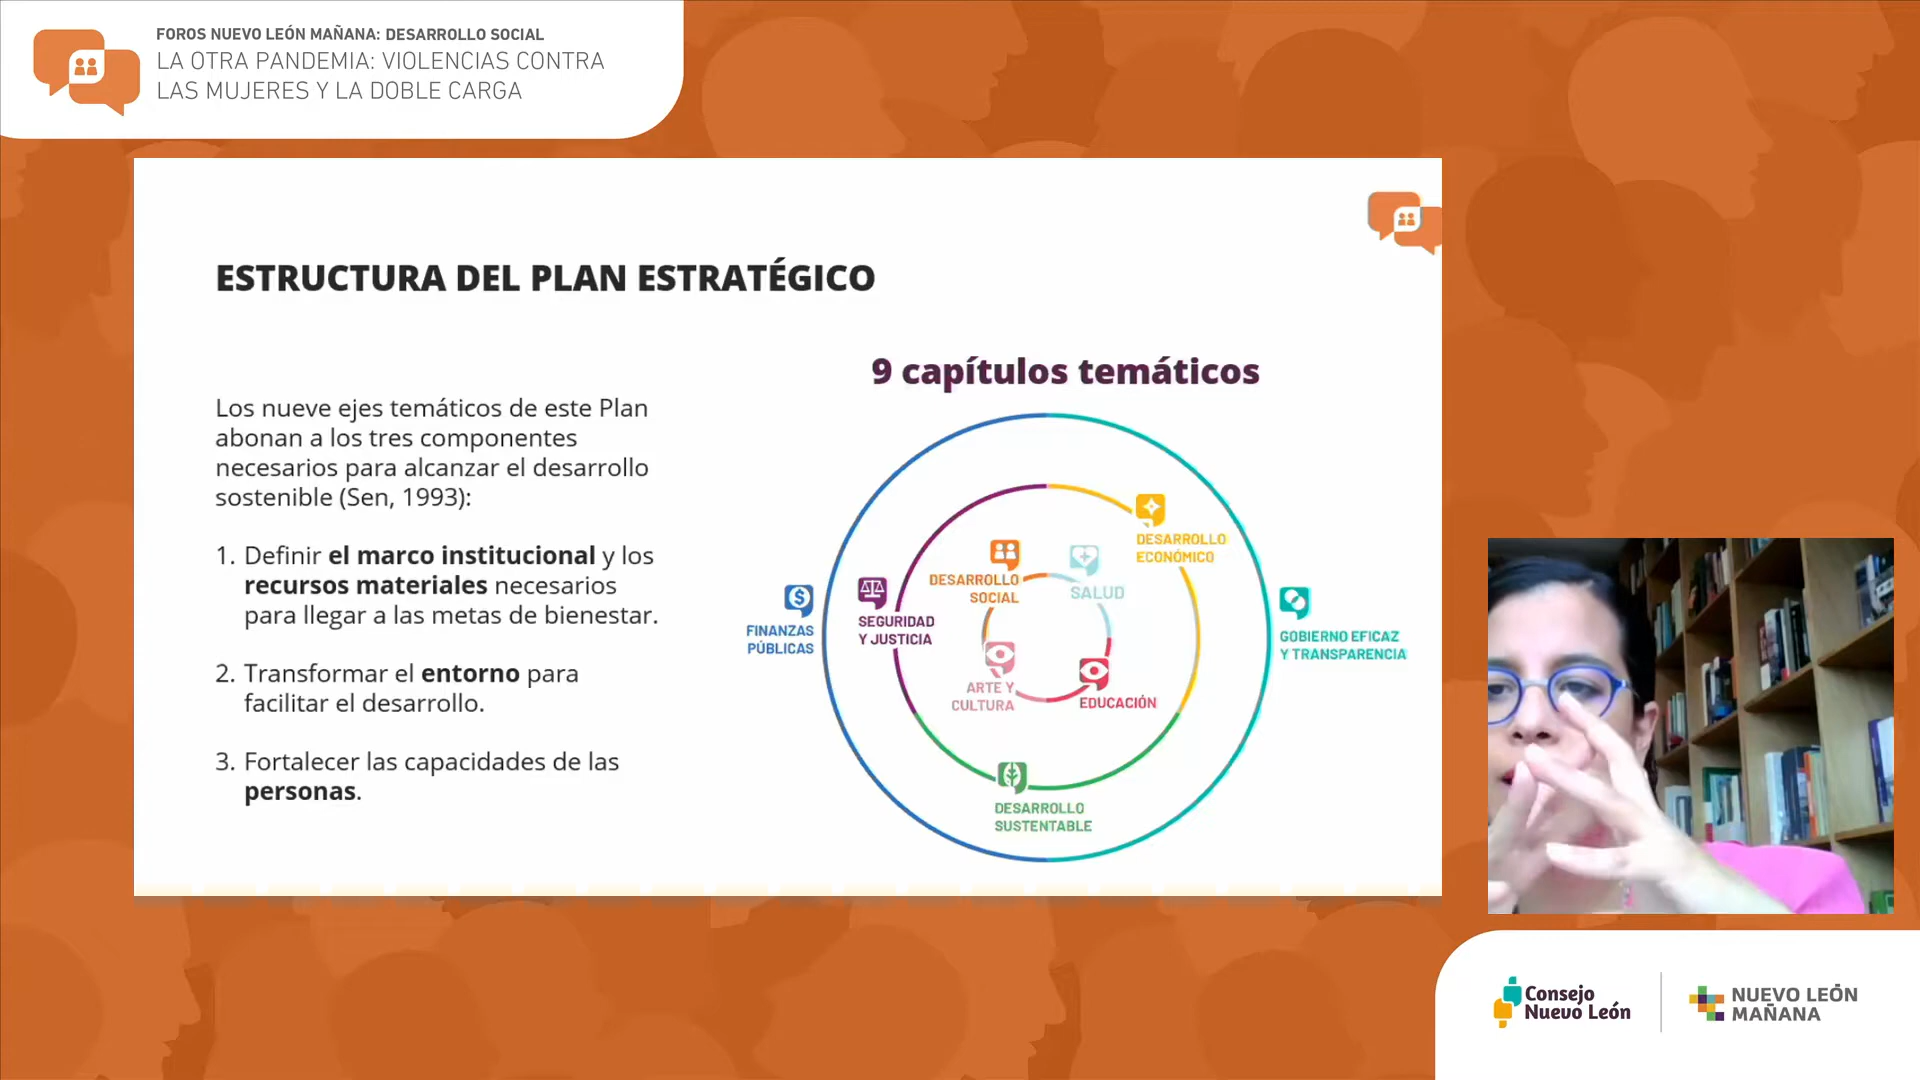 FOROS NUEVO LEÓN MAÑANA: DESARROLLO SOCIAL
LA OTRA PANDEMIA: VIOLENCIAS CONTRA
LAS MUJERES Y LA DOBLE CARGA
ESTRUCTURA DEL PLAN ESTRATÉGICO
Los nueve ejes temáticos de este Plan
abonan a los tres componentes
necesarios para alcanzar el desarrollo
sostenible (Sen, 1993):
1. Definir el marco institucional y los
recursos materiales necesarios
para llegar a las metas de bienestar.
2. Transformar el entorno para
facilitar el desarrollo.
3. Fortalecer las capacidades de las
personas.
9 capítulos temáticos
DESARROLLO
ECONÓMICO
DESARROLLO
SOCIAL
SALUD
FINANZAS
PÚBLICAS
SEGURIDAD
Y JUSTICIA
GOBIERNO EFICAZ
Y TRANSPARENCIA
ARTE Y
CULTURA
EDUCACIÓN
DESARROLLO
SUSTENTABLE
Consejo
Nuevo León
NUEVO LEÓN
MAÑANA